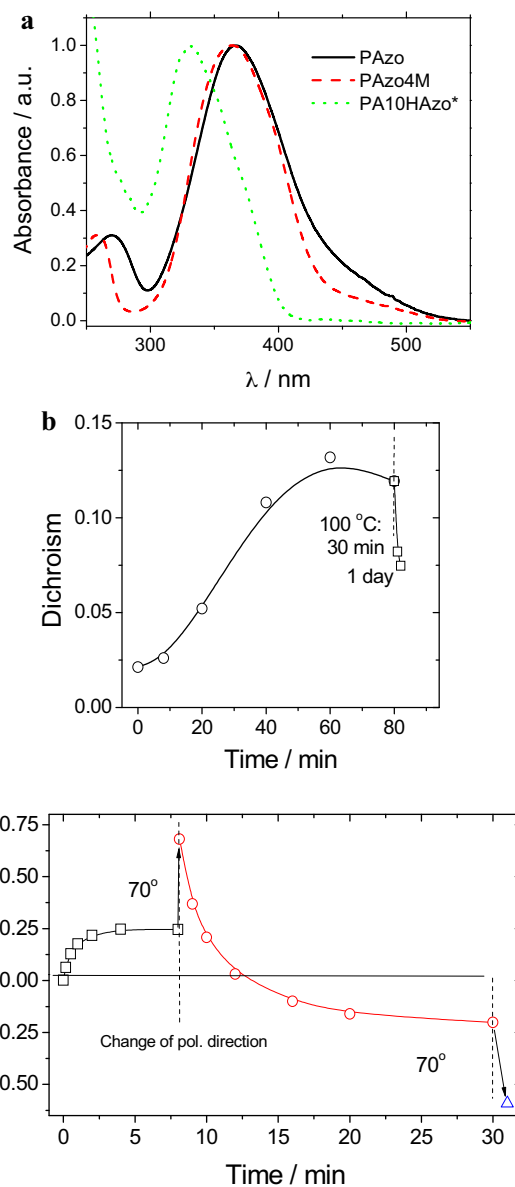 a
1.0
0.8
0.6
0.4
0.2
0.0
Absorbance / a.u.
PAzo
PAzo4M
PA10HAzo*
300
400
500
λ / nm
b
0.15
0.10
0.05
0.00
Dichroism
100 °C:
30 min
1 day
0
20
40
60
80
Time / min
0.75
0.50
0.25
0.00
0.25
0.50
70°
Change of pol. direction
70°
0
5
10
15
20
25
30
Time / min